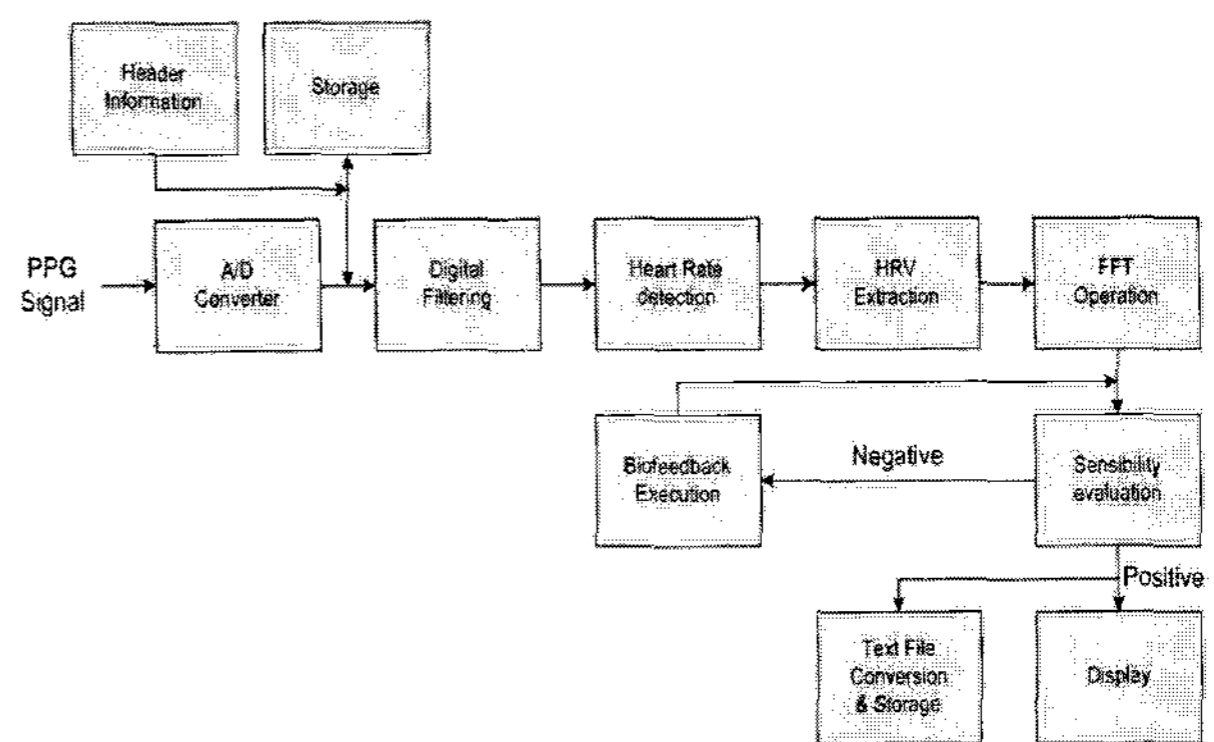 Header
Information
Storage
PPG
Signal
A/D
Converter
Digital
Filtering
Heart Rate
detection
HRV
Extraction
FFT
Operation
Biofeedback
Execution
Negative
Sensibility
evaluation
Positive
Text File
Conversion
& Storage
Display